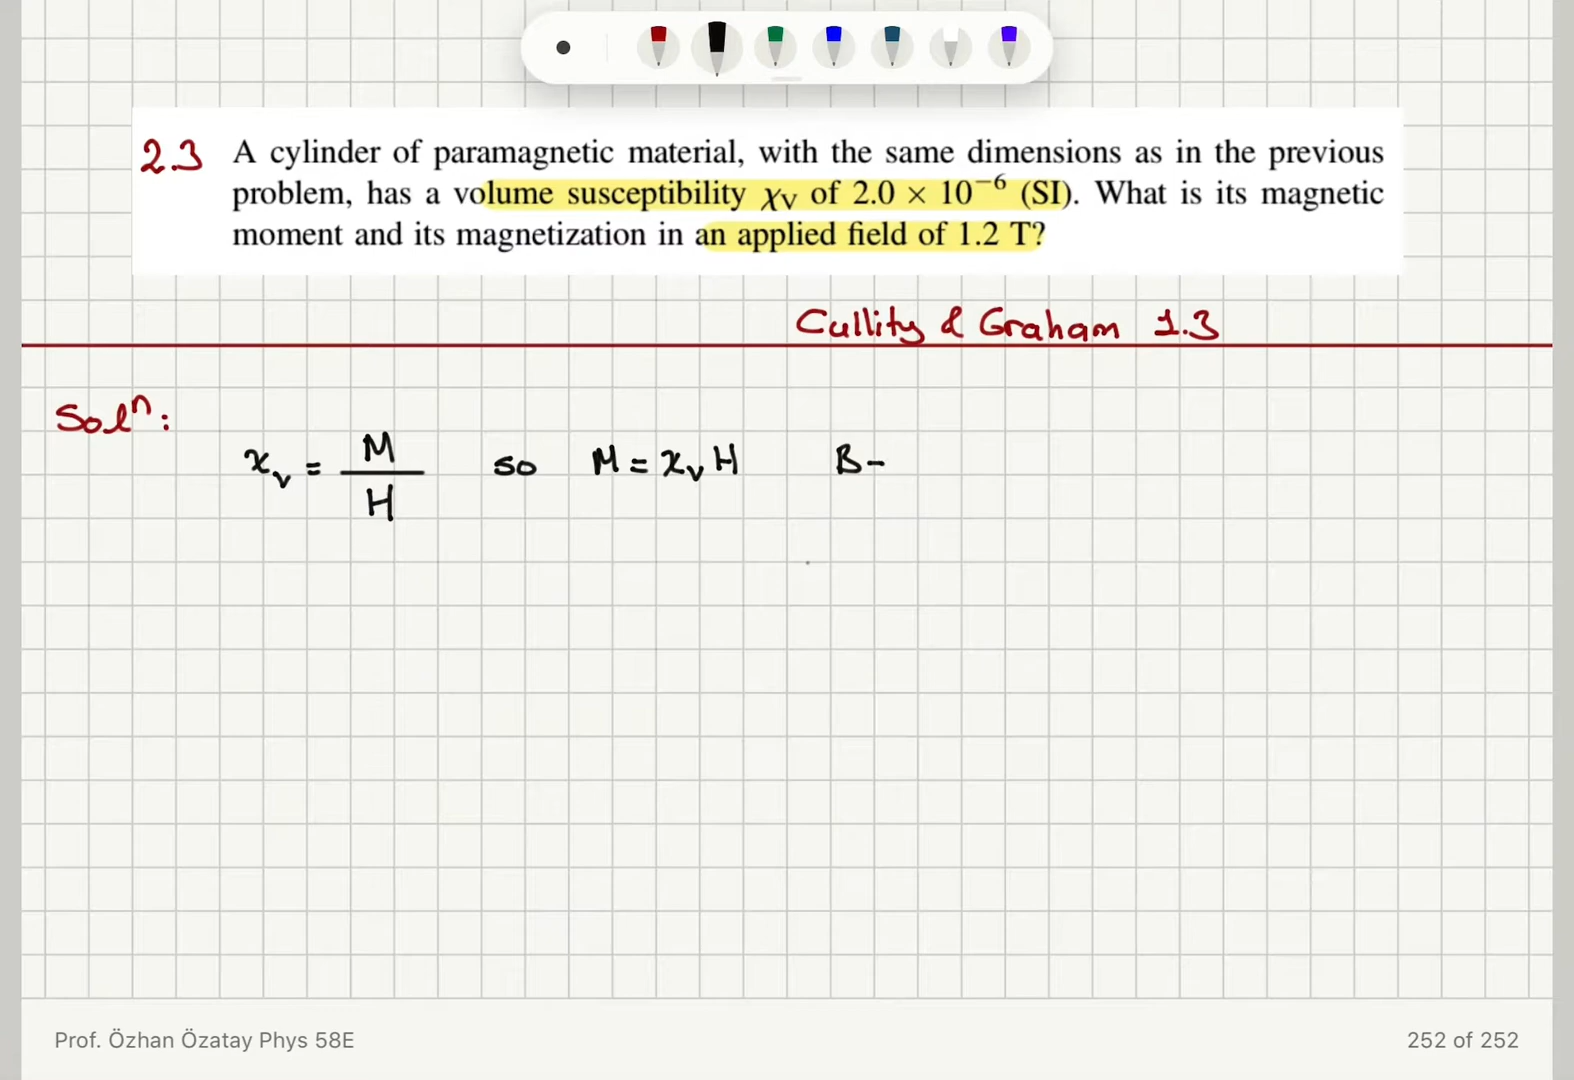 2.3 A cylinder of paramagnetic material, with the same dimensions as in the previous
problem, has a volume susceptibility χV of 2.0 × 10⁻⁶ (SI). What is its magnetic
moment and its magnetization in an applied field of 1.2 T?
Cullity & Graham 1.3
Solⁿ:
χᵥ = M / H so M = χᵥ H B-
Prof. Özhan Özatay Phys 58E
252 of 252